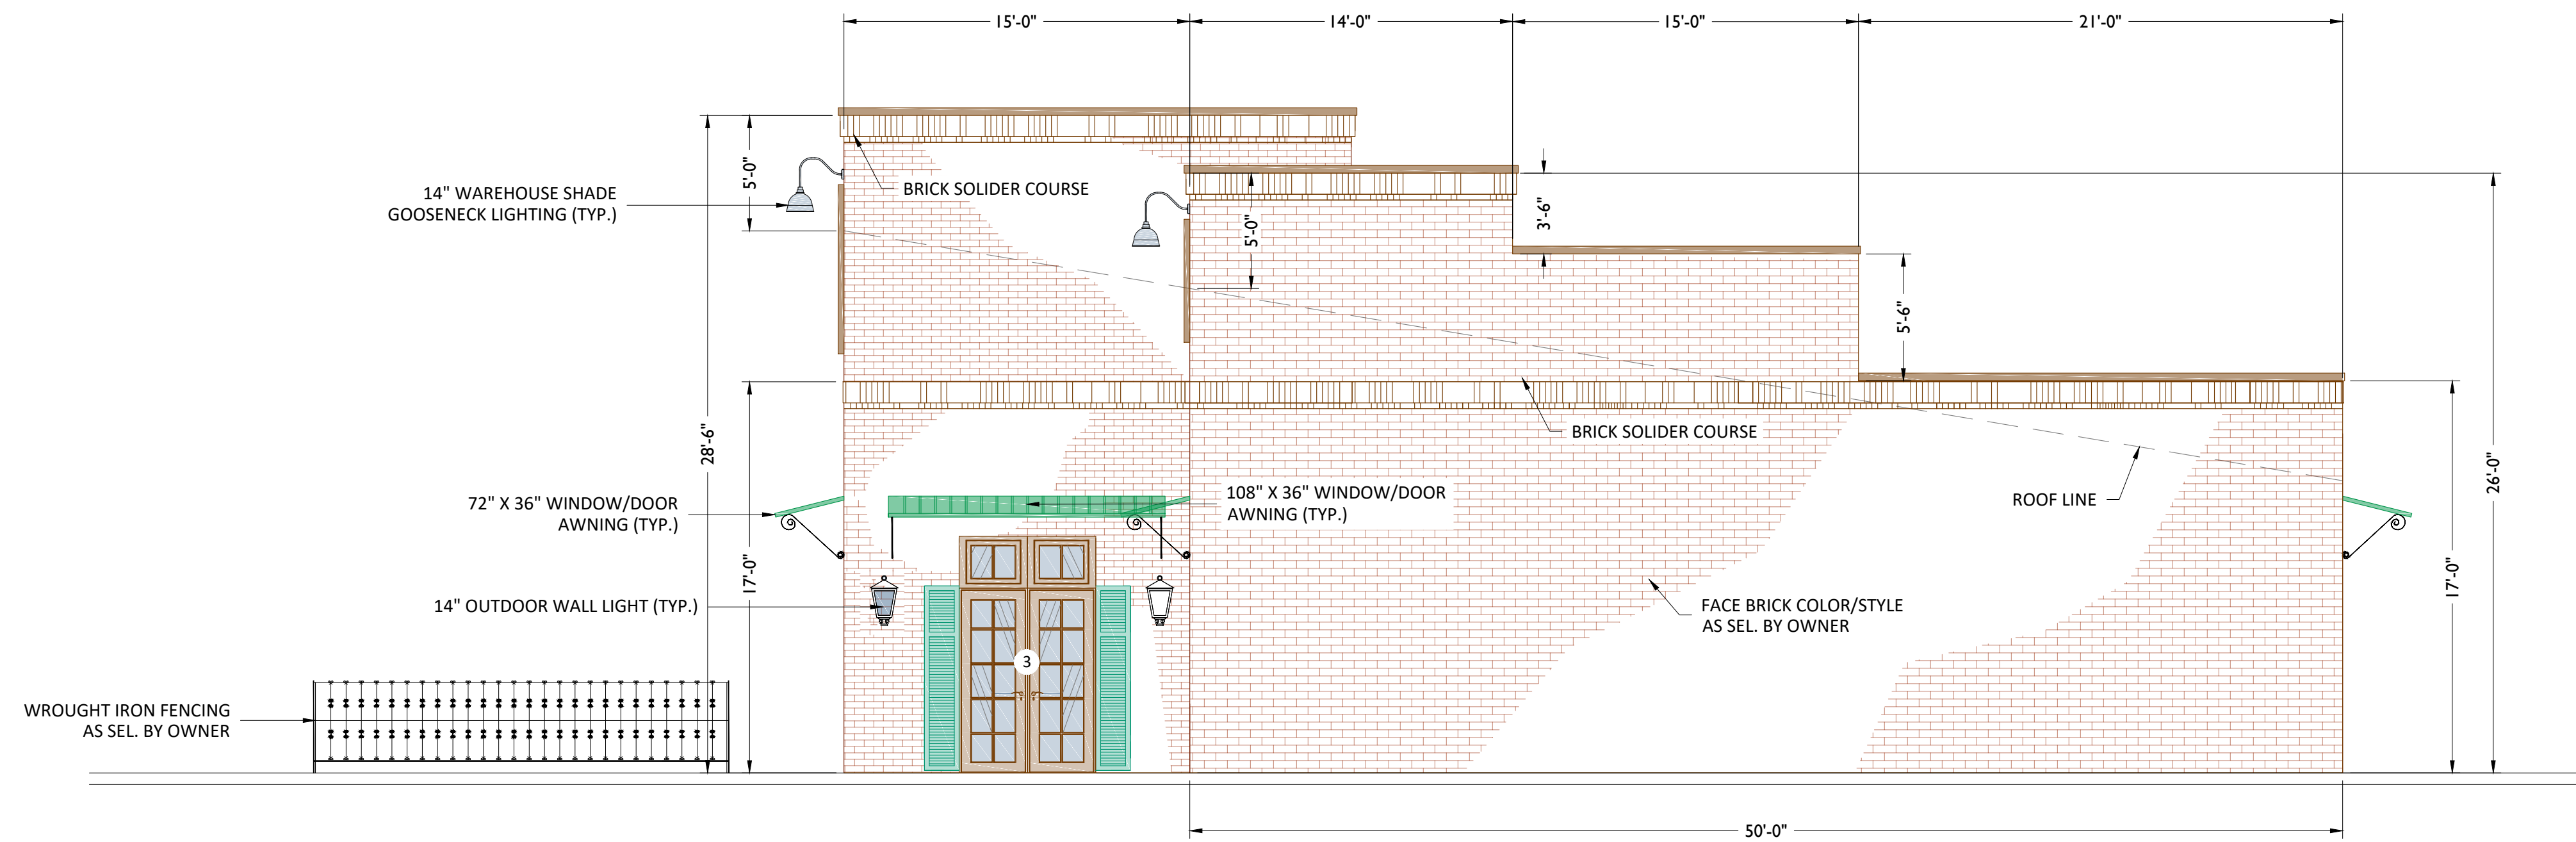 15'-0"
14'-0"
15'-0"
21'-0"
14" WAREHOUSE SHADE
GOOSENECK LIGHTING (TYP.)
5'-0"
BRICK SOLIDER COURSE
5'-0"
3'-6"
5'-6"
28'-6"
BRICK SOLIDER COURSE
ROOF LINE
26'-0"
72" X 36" WINDOW/DOOR
AWNING (TYP.)
108" X 36" WINDOW/DOOR
AWNING (TYP.)
17'-0"
17'-0"
14" OUTDOOR WALL LIGHT (TYP.)
FACE BRICK COLOR/STYLE
AS SEL. BY OWNER
3
WROUGHT IRON FENCING
AS SEL. BY OWNER
50'-0"